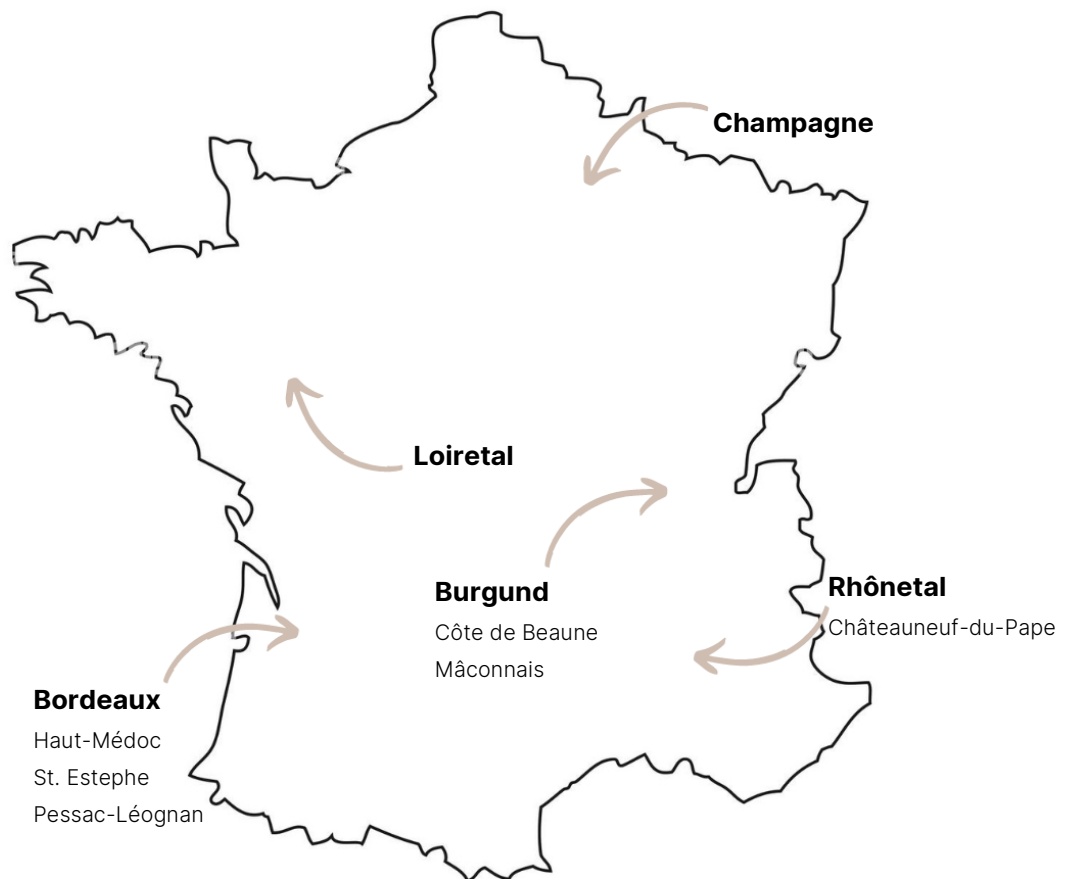 Champagne
Loiretal
Burgund
Côte de Beaune
Mâconnais
Rhônetal
Châteauneuf-du-Pape
Bordeaux
Haut-Médoc
St. Estephe
Pessac-Léognan